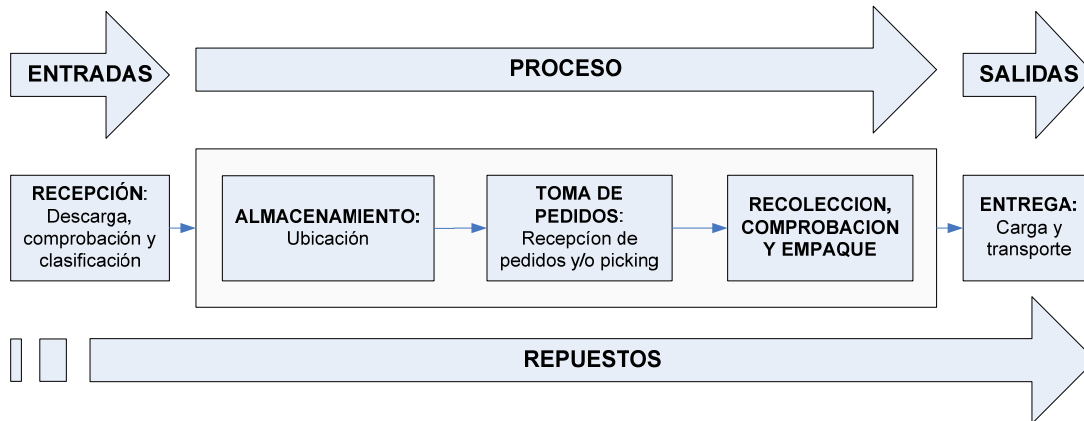 ENTRADAS
PROCESO
SALIDAS
RECEPCIÓN:
Descarga,
comprobación y
clasificación
ALMACENAMIENTO:
Ubicación
TOMA DE
PEDIDOS:
Recepcíon de
pedidos y/o picking
RECOLECCION,
COMPROBACION
Y EMPAQUE
ENTREGA:
Carga y
transporte
REPUESTOS